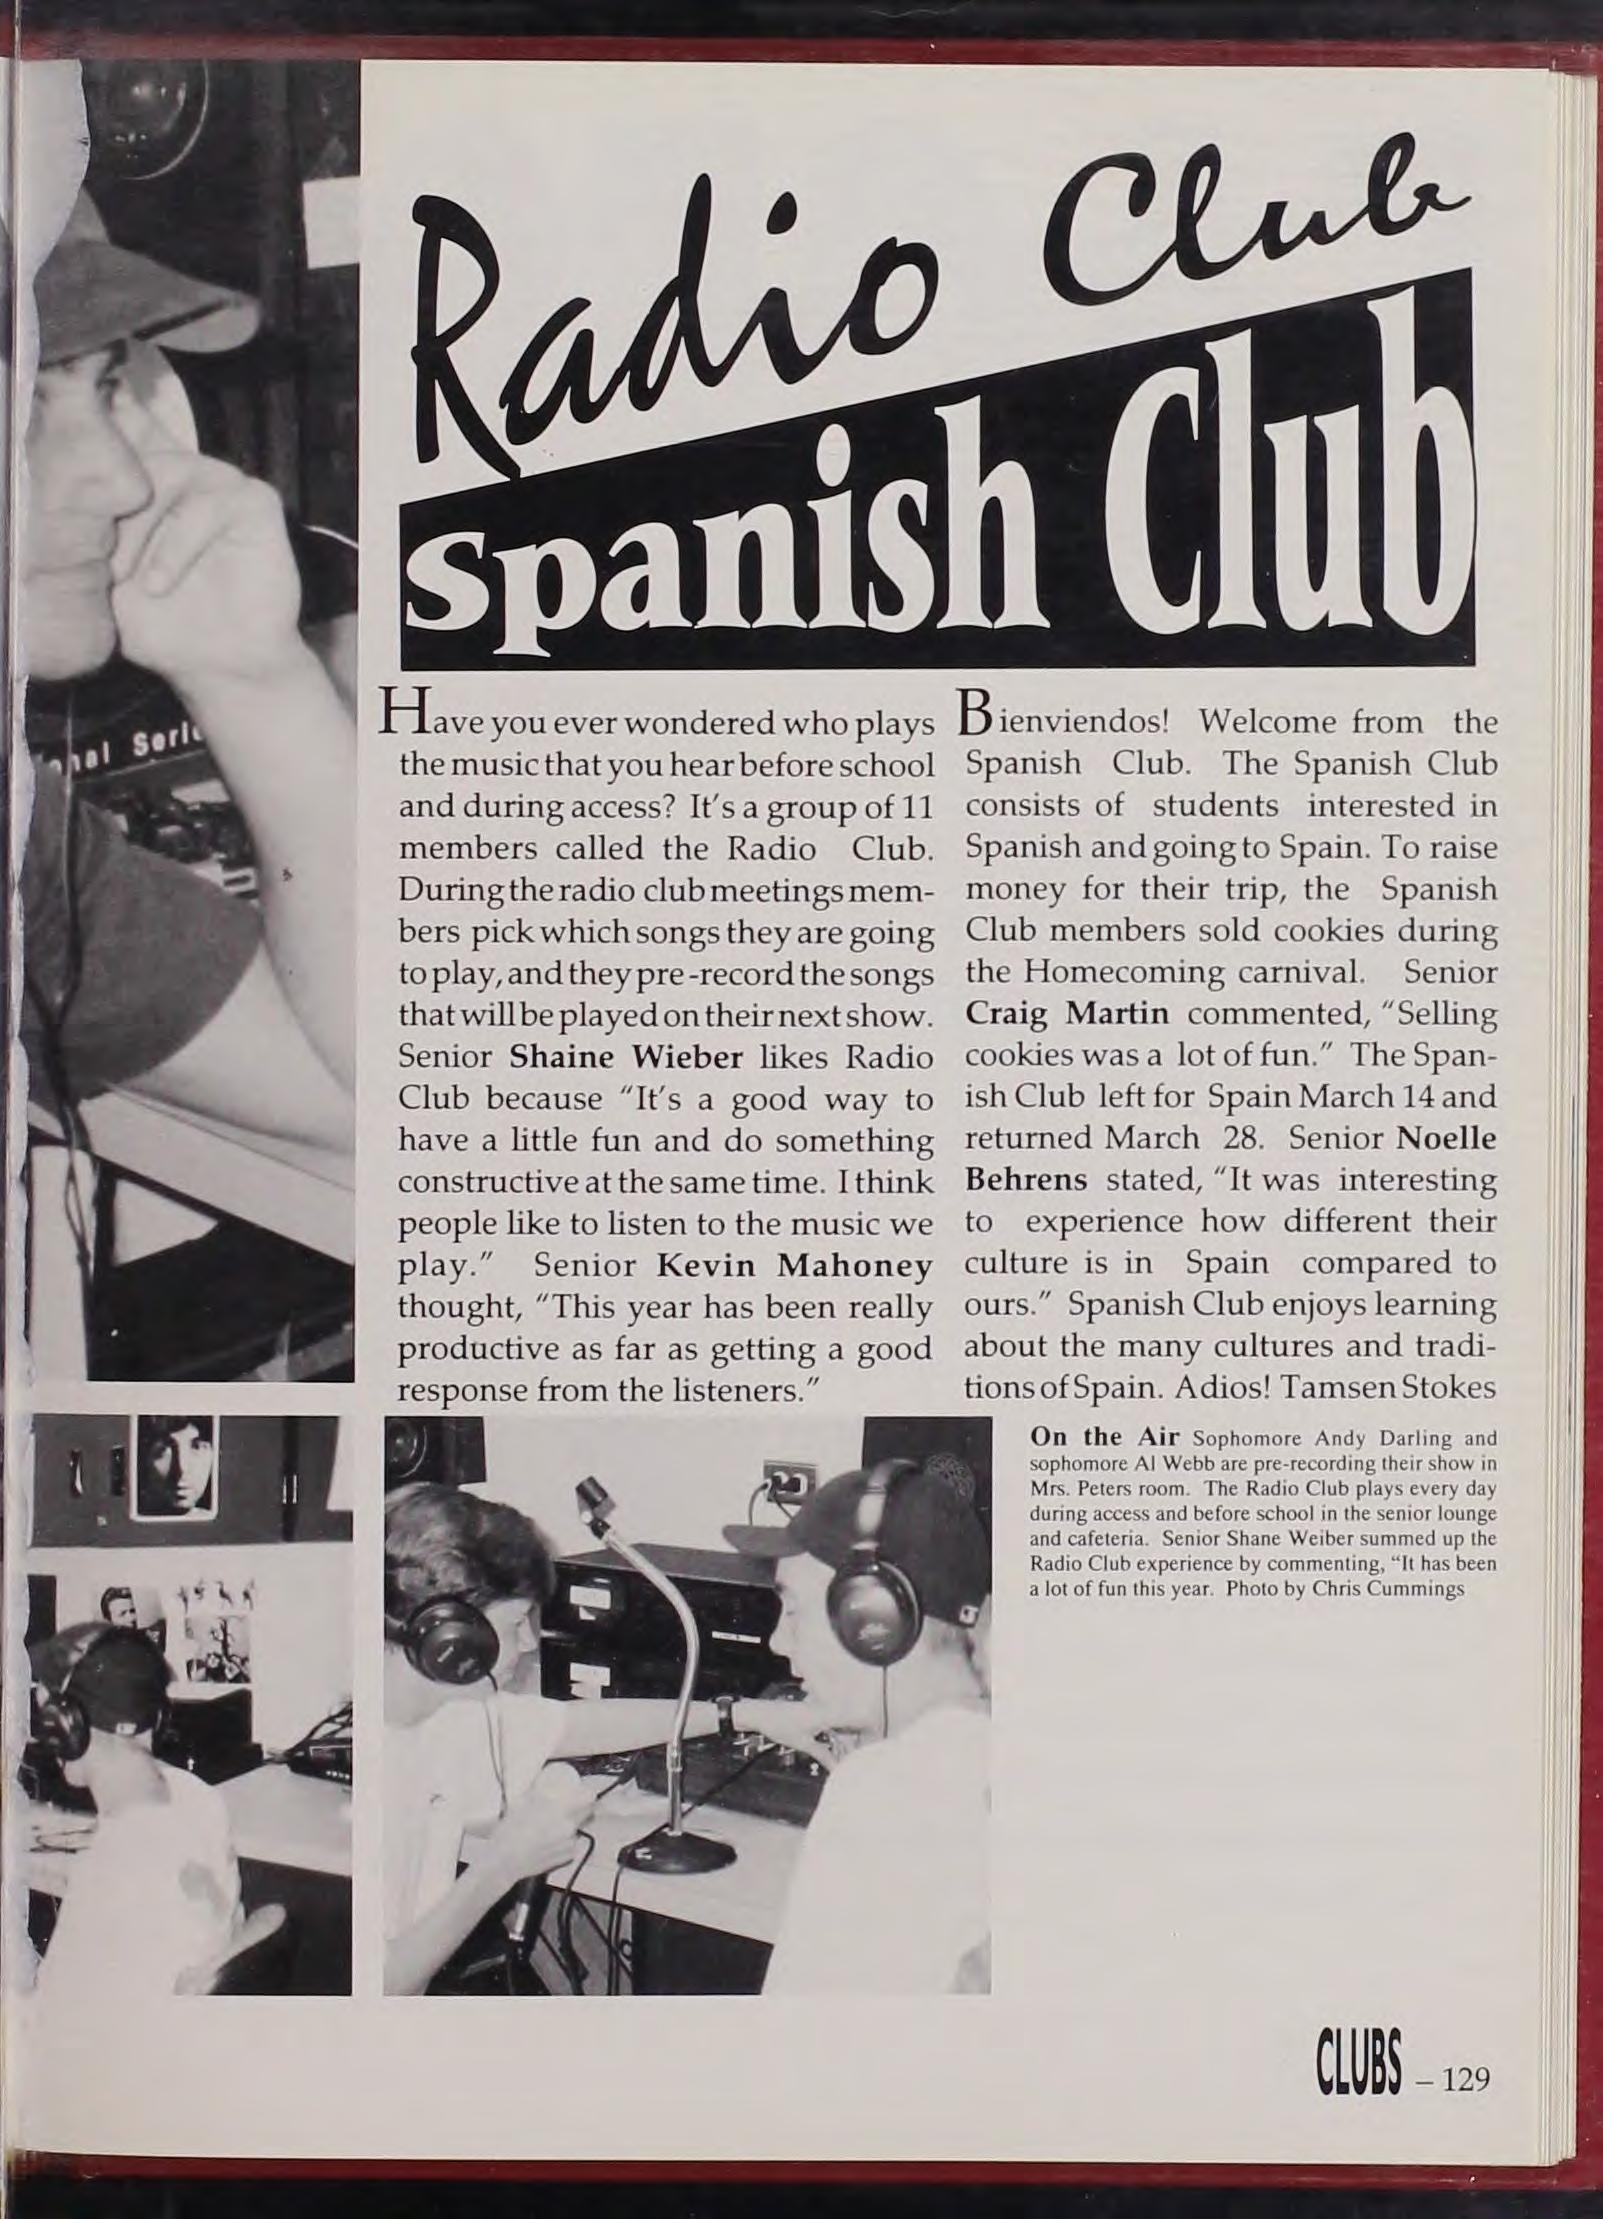 Radio Club
Spanish Club
Have you ever wondered who plays
the music that you hear before school
and during access? It's a group of 11
members called the Radio Club.
During the radio club meetings mem-
bers pick which songs they are going
to play, and they pre-record the songs
that will be played on their next show.
Senior Shaine Wieber likes Radio
Club because "It's a good way to
have a little fun and do something
constructive at the same time. I think
people like to listen to the music we
play." Senior Kevin Mahoney
thought, "This year has been really
productive as far as getting a good
response from the listeners."
Bienviendos! Welcome from the
Spanish Club. The Spanish Club
consists of students interested in
Spanish and going to Spain. To raise
money for their trip, the Spanish
Club members sold cookies during
the Homecoming carnival. Senior
Craig Martin commented, "Selling
cookies was a lot of fun." The Span-
ish Club left for Spain March 14 and
returned March 28. Senior Noelle
Behrens stated, "It was interesting
to experience how different their
culture is in Spain compared to
ours." Spanish Club enjoys learning
about the many cultures and tradi-
tions of Spain. Adios! Tamsen Stokes
On the Air Sophomore Andy Darling and
sophomore Al Webb are pre-recording their show in
Mrs. Peters room. The Radio Club plays every day
during access and before school in the senior lounge
and cafeteria. Senior Shane Weiber summed up the
Radio Club experience by commenting, "It has been
a lot of fun this year. Photo by Chris Cummings
CLUBS – 129